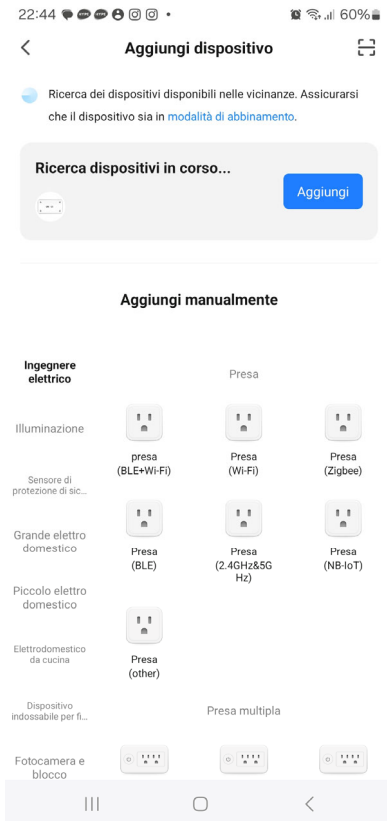 22:44
60%
Aggiungi dispositivo
Ricerca dei dispositivi disponibili nelle vicinanze. Assicurarsi
che il dispositivo sia in modalità di abbinamento.
Ricerca dispositivi in corso...
Aggiungi
Aggiungi manualmente
Ingegnere
elettrico
Illuminazione
Sensore di
protezione di sic...
Grande elettro
domestico
Piccolo elettro
domestico
Elettrodomestico
da cucina
Dispositivo
indossabile per fi...
Fotocamera e
blocco
Presa
presa
(BLE+Wi-Fi)
Presa
(Wi-Fi)
Presa
(Zigbee)
Presa
(BLE)
Presa
(2.4GHz&5G
Hz)
Presa
(NB-IoT)
Presa
(other)
Presa multipla